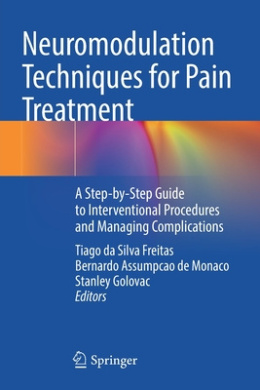 Neuromodulation
Techniques for Pain
Treatment
A Step-by-Step Guide
to Interventional Procedures
and Managing Complications
Tiago da Silva Freitas
Bernardo Assumpcao de Monaco
Stanley Golovac
Editors
Springer